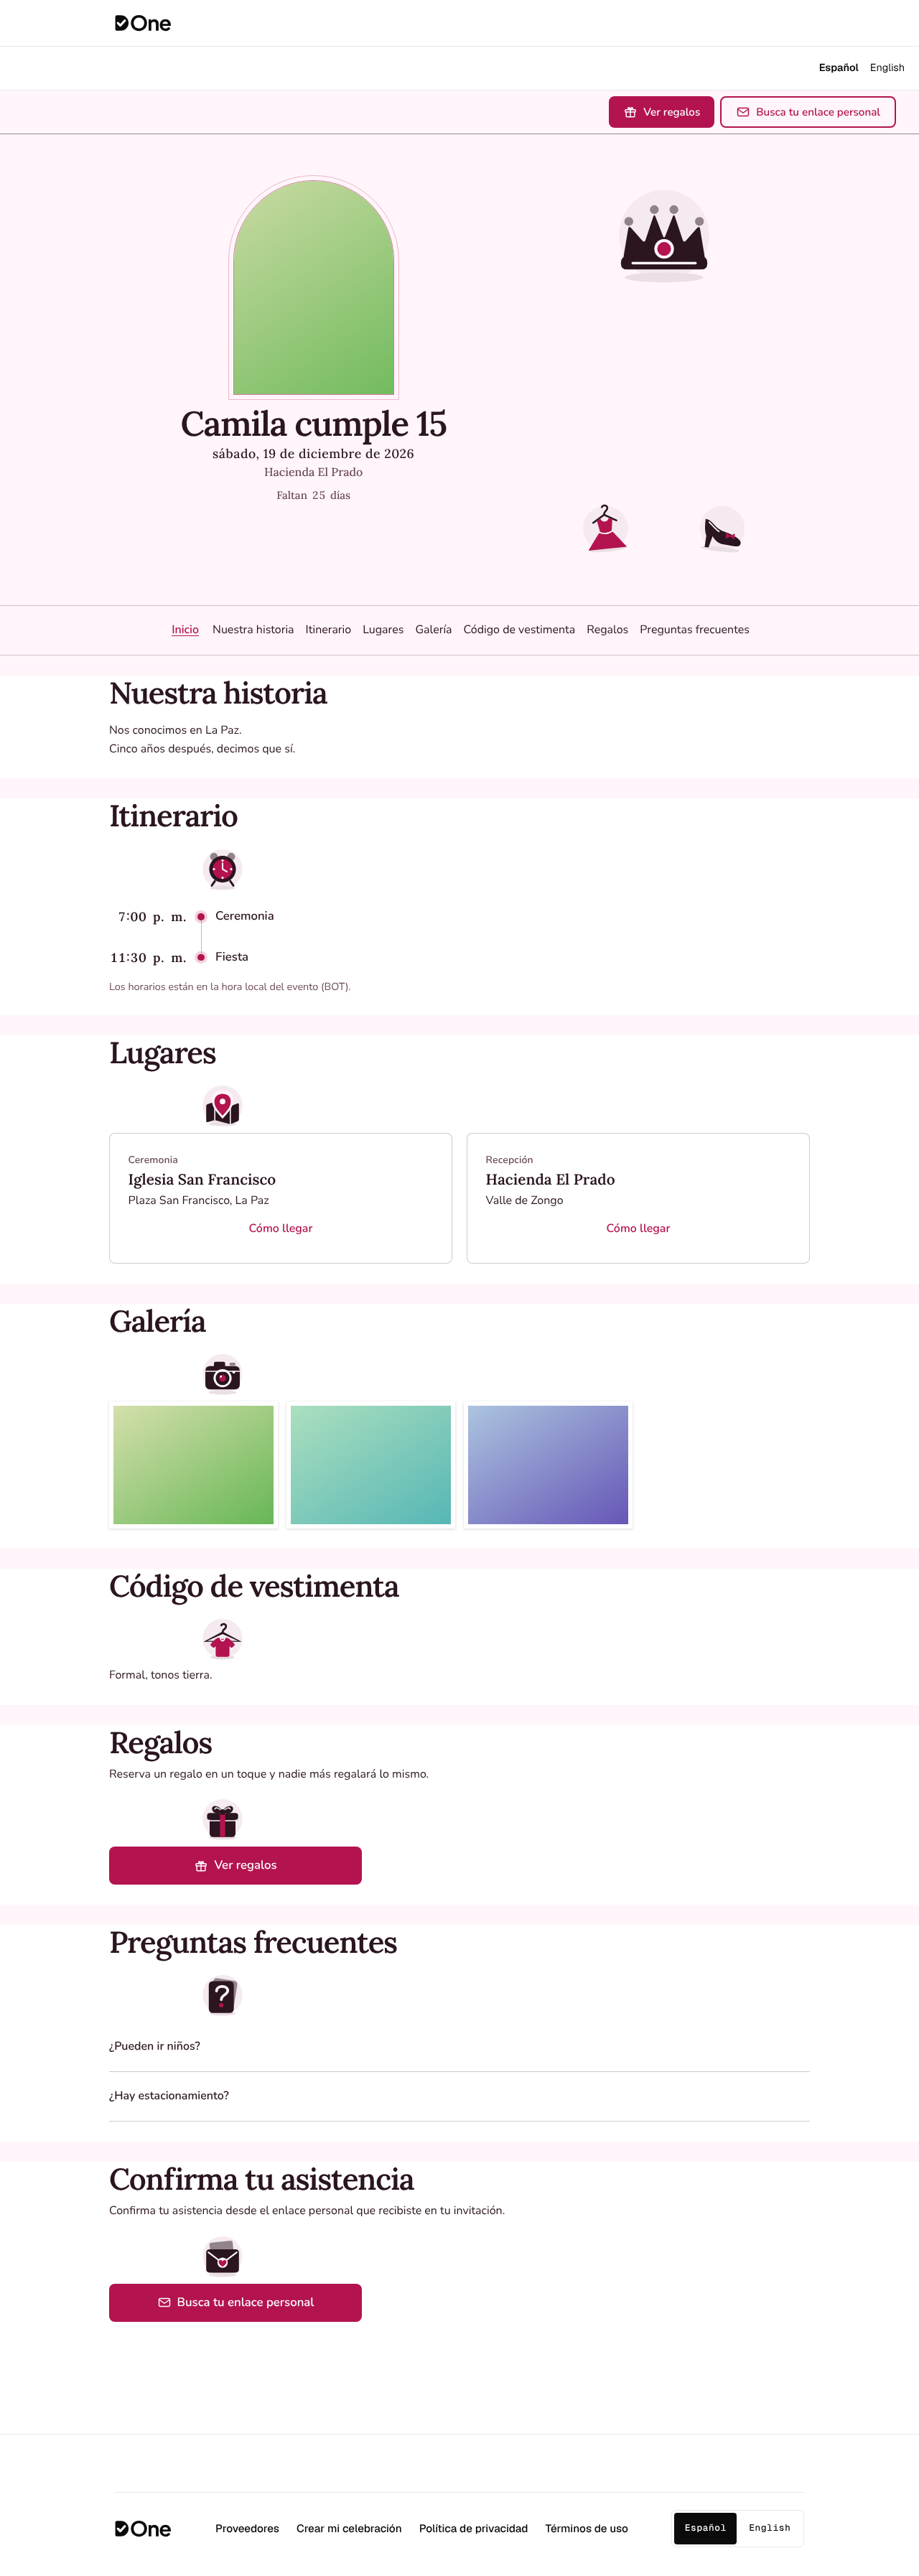 One
Español English
Ver regalos Busca tu enlace personal
Camila cumple 15
sábado, 19 de diciembre de 2026
Hacienda El Prado
Faltan 25 días
Inicio Nuestra historia Itinerario Lugares Galería Código de vestimenta Regalos Preguntas frecuentes
Nuestra historia
Nos conocimos en La Paz.
Cinco años después, decimos que sí.
Itinerario
7:00 p. m. Ceremonia
11:30 p. m. Fiesta
Los horarios están en la hora local del evento (BOT).
Lugares
Ceremonia
Iglesia San Francisco
Plaza San Francisco, La Paz
Cómo llegar
Recepción
Hacienda El Prado
Valle de Zongo
Cómo llegar
Galería
Código de vestimenta
Formal, tonos tierra.
Regalos
Reserva un regalo en un toque y nadie más regalará lo mismo.
Ver regalos
Preguntas frecuentes
?
¿Pueden ir niños?
¿Hay estacionamiento?
Confirma tu asistencia
Confirma tu asistencia desde el enlace personal que recibiste en tu invitación.
Busca tu enlace personal
One Proveedores Crear mi celebración Política de privacidad Términos de uso Español English